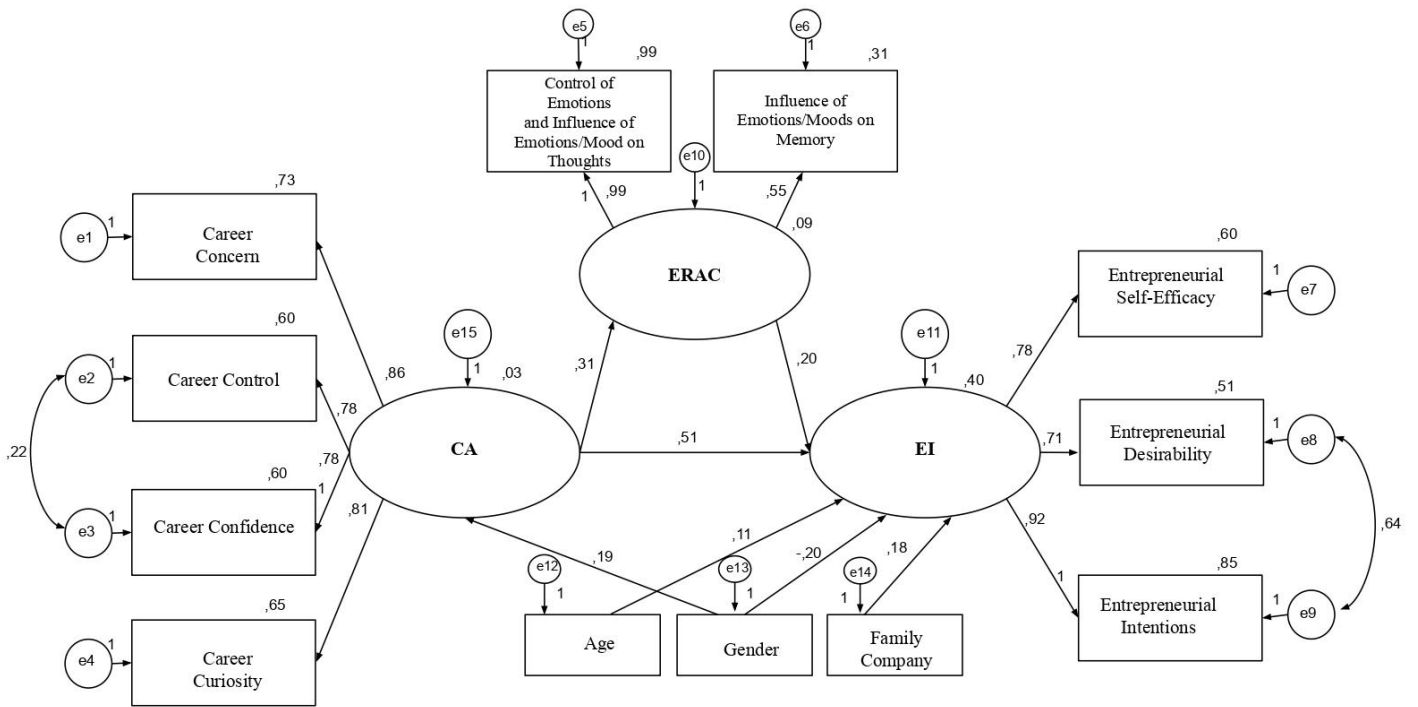 e5
1
,99
Control of
Emotions
and Influence of
Emotions/Mood on
Thoughts
e6
1
,31
Influence of
Emotions/Moods on
Memory
e10
1
1
,99
,55
,09
ERAC
,73
e1
1
Career
Concern
,60
e2
1
Career Control
,22
,60
e3
1
Career Confidence
,65
e4
1
Career
Curiosity
,86
,78
,78
1
,81
e15
1
,03
CA
,31
,20
,51
e11
1
,40
EI
,78
,71
,92
1
,60
Entrepreneurial
Self-Efficacy
1
e7
,51
Entrepreneurial
Desirability
1
e8
,64
,85
Entrepreneurial
Intentions
1
e9
,19
,11
-,20
,18
e12
1
Age
e13
1
Gender
e14
1
Family
Company